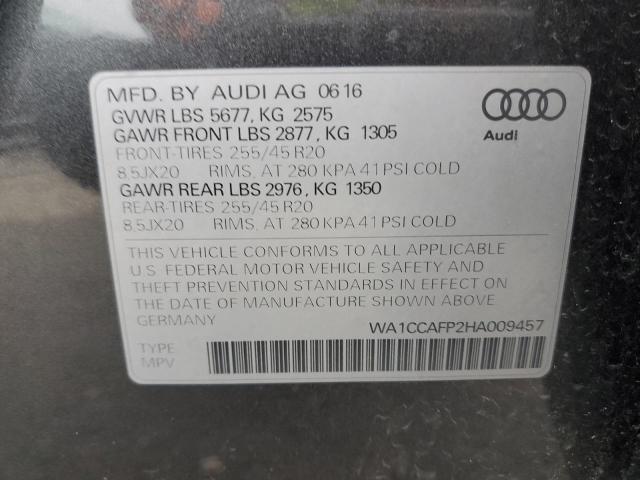 MFD. BY AUDI AG 0616
GVWR LBS 5677, KG 2575
GAWR FRONT LBS 2877, KG 1305
FRONT-TIRES 255/45 R20
8,5JX20 RIMS, AT 280 KPA 41 PSI COLD
GAWR REAR LBS 2976, KG 1350
REAR-TIRES 255/45 R20
8,5JX20 RIMS, AT 280 KPA 41 PSI COLD
Audi
THIS VEHICLE CONFORMS TO ALL APPLICABLE
U.S. FEDERAL MOTOR VEHICLE SAFETY AND
THEFT PREVENTION STANDARDS IN EFFECT ON
THE DATE OF MANUFACTURE SHOWN ABOVE
GERMANY
WA1CCAFP2HA009457
TYPE
MPV